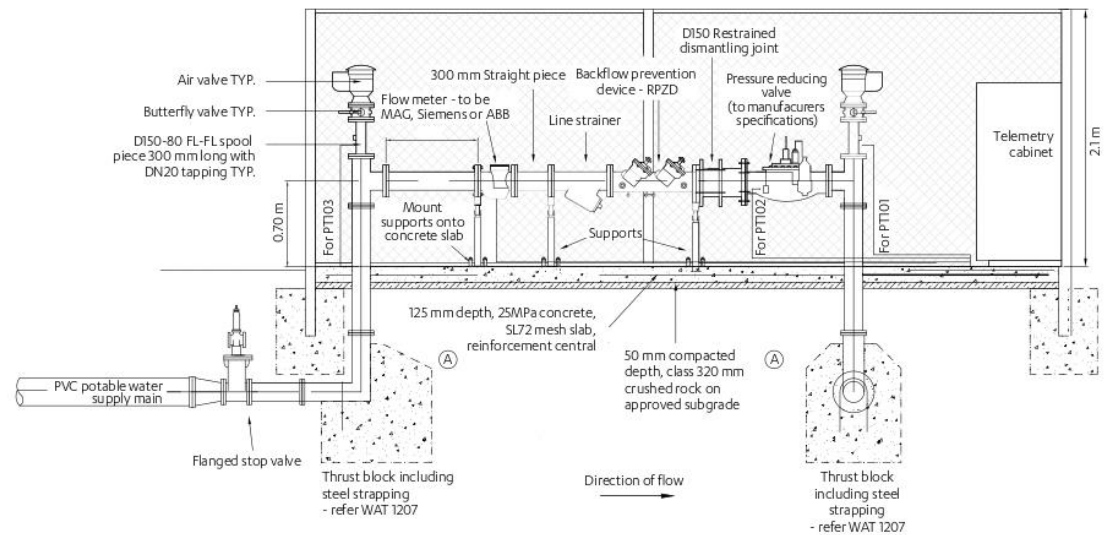 D150 Restrained
dismantling joint
Air valve TYP.
300 mm Straight piece
Backflow prevention
device - RPZD
Pressure reducing
valve
(to manufacurers
specifications)
Butterfly valve TYP.
Flow meter - to be
MAG, Siemens or ABB
Line strainer
D150-80 FL-FL spool
piece 300 mm long with
DN20 tapping TYP.
Telemetry
cabinet
2.1 m
0.70 m
For PT103
Mount
supports onto
concrete slab
Supports
For PT102
For PT101
125 mm depth, 25MPa concrete,
SL72 mesh slab,
reinforcement central
A
50 mm compacted
depth, class 320 mm
crushed rock on
approved subgrade
A
PVC potable water
supply main
Flanged stop valve
Thrust block including
steel strapping
- refer WAT 1207
Direction of flow
Thrust block
including steel
strapping
- refer WAT 1207